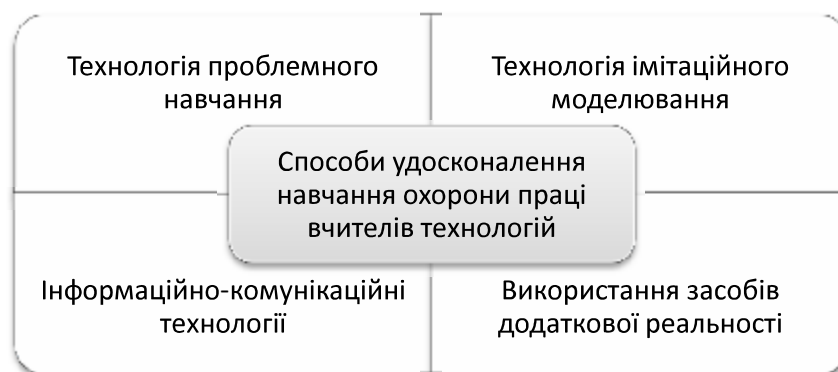 Технологія проблемного
навчання
Технологія імітаційного
моделювання
Способи удосконалення
навчання охорони праці
вчителів технологій
Інформаційно-комунікаційні
технології
Використання засобів
додаткової реальності